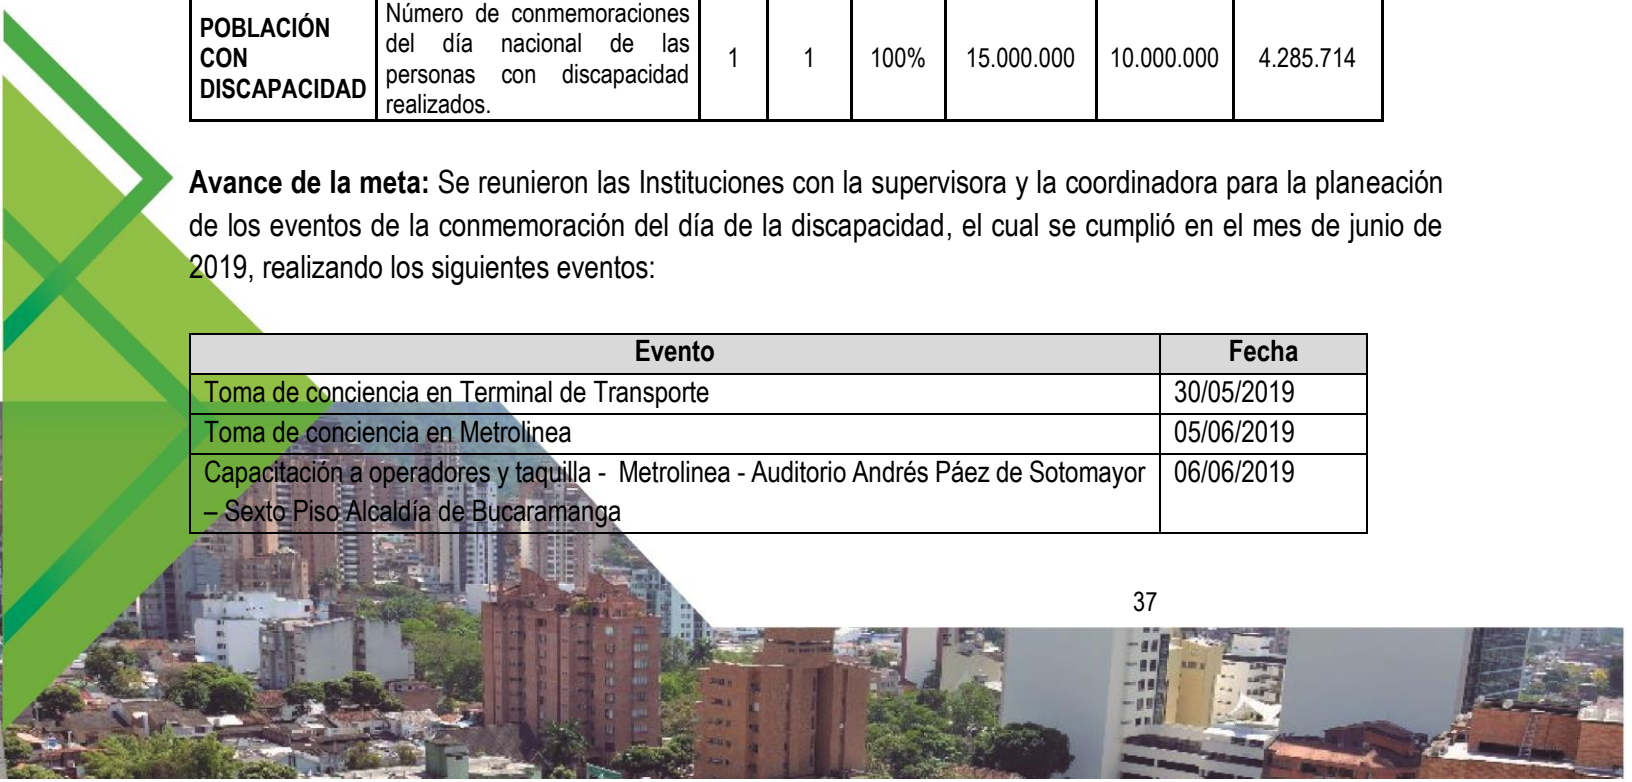 POBLACIÓN
CON
DISCAPACIDAD
Número de conmemoraciones
del día nacional de las
personas con discapacidad
realizados.
1
1
100%
15.000.000
10.000.000
4.285.714
Avance de la meta: Se reunieron las Instituciones con la supervisora y la coordinadora para la planeación
de los eventos de la conmemoración del día de la discapacidad, el cual se cumplió en el mes de junio de
2019, realizando los siguientes eventos:
Evento
Fecha
Toma de conciencia en Terminal de Transporte
30/05/2019
Toma de conciencia en Metrolinea
05/06/2019
Capacitación a operadores y taquilla - Metrolinea - Auditorio Andrés Páez de Sotomayor
– Sexto Piso Alcaldía de Bucaramanga
06/06/2019
37